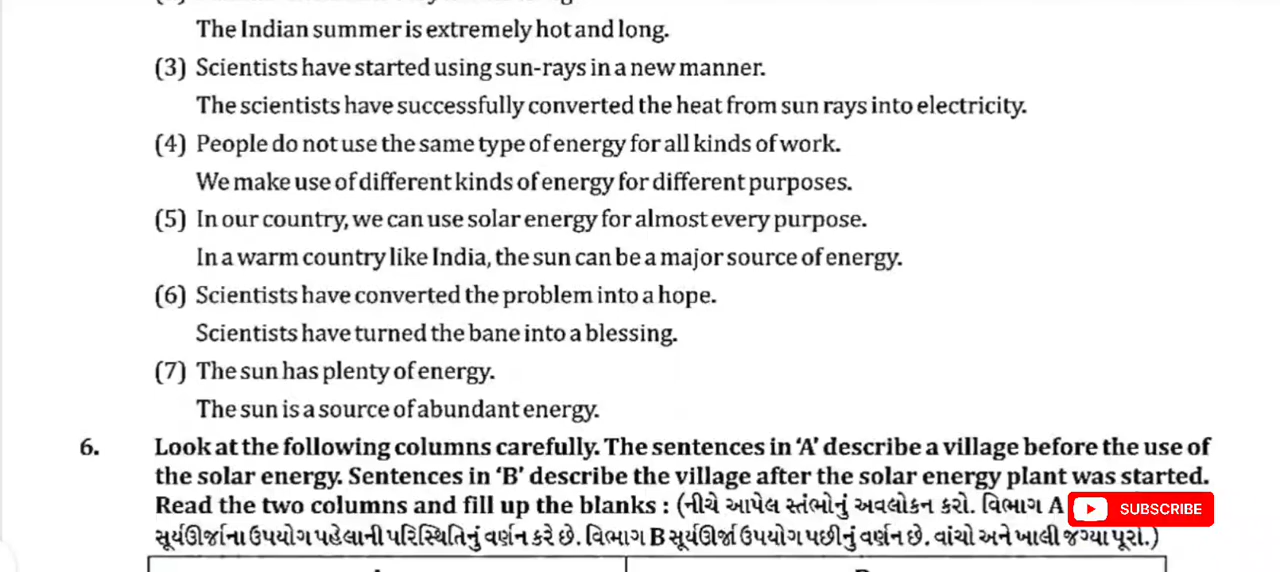 The Indian summer is extremely hot and long.
(3) Scientists have started using sun-rays in a new manner.
The scientists have successfully converted the heat from sun rays into electricity.
(4) People do not use the same type of energy for all kinds of work.
We make use of different kinds of energy for different purposes.
(5) In our country, we can use solar energy for almost every purpose.
In a warm country like India, the sun can be a major source of energy.
(6) Scientists have converted the problem into a hope.
Scientists have turned the bane into a blessing.
(7) The sun has plenty of energy.
The sun is a source of abundant energy.
6. Look at the following columns carefully. The sentences in ‘A’ describe a village before the use of
the solar energy. Sentences in ‘B’ describe the village after the solar energy plant was started.
Read the two columns and fill up the blanks : (નીચે આપેલ સ્તંભોનું અવલોકન કરો. વિભાગ A
SUBSCRIBE
સૂર્યઊર્જાના ઉપયોગ પહેલાની પરિસ્થિતિનું વર્ણન કરે છે. વિભાગ B સૂર્યઊર્જા ઉપયોગ પછીનું વર્ણન છે. વાંચો અને ખાલી જગ્યા પૂરો.)